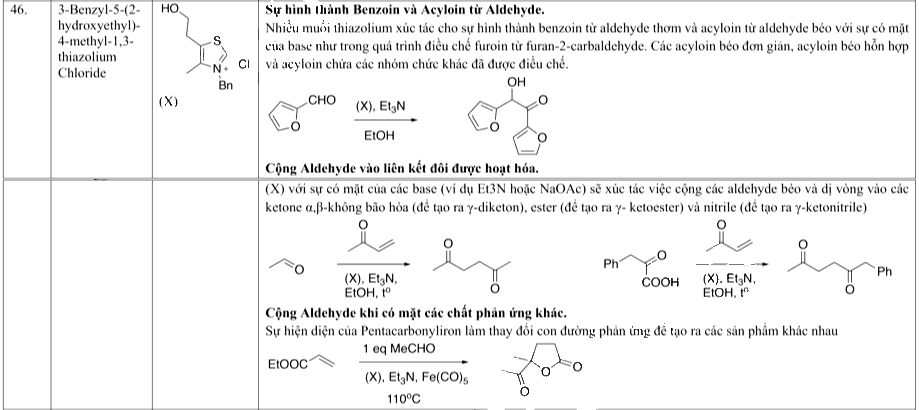 46.
3-Benzyl-5-(2-
hydroxyethyl)-
4-methyl-1,3-
thiazolium
Chloride
HO
S
N+
Cl
Bn
(X)
Sự hình thành Benzoin và Acyloin từ Aldehyde.
Nhiều muối thiazolium xúc tác cho sự hình thành benzoin từ aldehyde thơm và acyloin từ aldehyde béo với sự có mặt
của base như trong quá trình điều chế furoin từ furan-2-carbaldehyde. Các acyloin béo đơn giản, acyloin béo hỗn hợp
và acyloin chứa các nhóm chức khác đã được điều chế.
CHO
O
(X), Et3N
EtOH
OH
O
O
O
Cộng Aldehyde vào liên kết đôi được hoạt hóa.
(X) với sự có mặt của các base (ví dụ Et3N hoặc NaOAc) sẽ xúc tác việc cộng các aldehyde béo và dị vòng vào các
ketone α,β-không bão hòa (để tạo ra γ-diketon), ester (để tạo ra γ- ketoester) và nitrile (để tạo ra γ-ketonitrile)
O
O
(X), Et3N,
EtOH, to
O
O
Ph
O
COOH
O
(X). Et3N,
EtOH, to
O
O
Ph
Cộng Aldehyde khi có mặt các chất phản ứng khác.
Sự hiện diện của Pentacarbonyliron làm thay đổi con đường phản ứng để tạo ra các sản phẩm khác nhau
EtOOC
1 eq MeCHO
(X), Et3N, Fe(CO)5
110oC
O
O
O